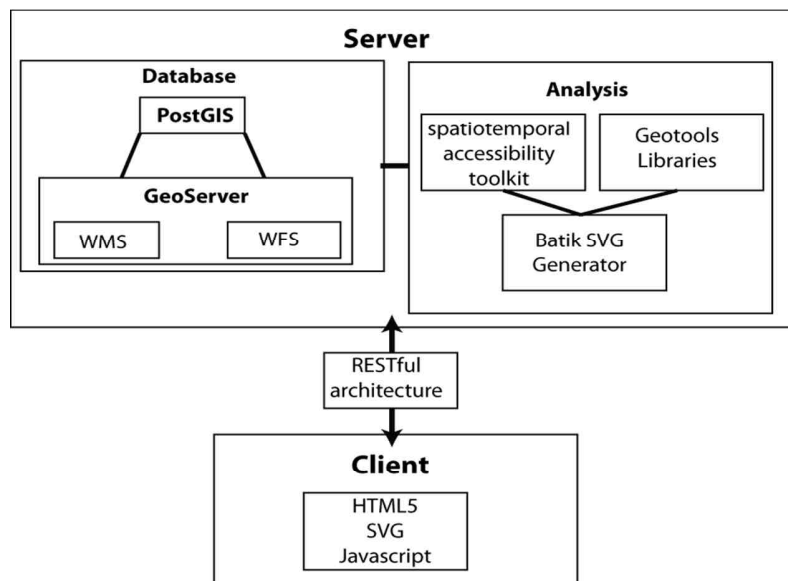 Server
Database
PostGIS
GeoServer
WMS
WFS
Analysis
spatiotemporal
accessibility
toolkit
Geotools
Libraries
Batik SVG
Generator
RESTful
architecture
Client
HTML5
SVG
Javascript